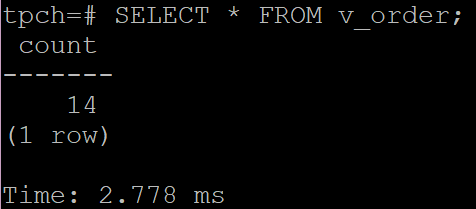 tpch=# SELECT * FROM v_order;
count
-------
14
(1 row)
Time: 2.778 ms